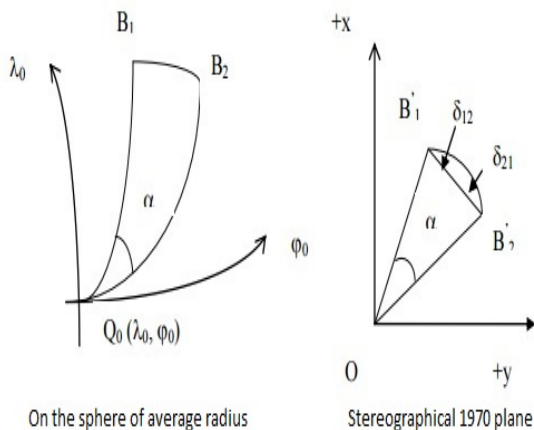 B1
B2
λ0
α
φ0
Q0 (λ0, φ0)
On the sphere of average radius
+x
B'1
δ12
δ21
α
B'2
O
+y
Stereographical 1970 plane